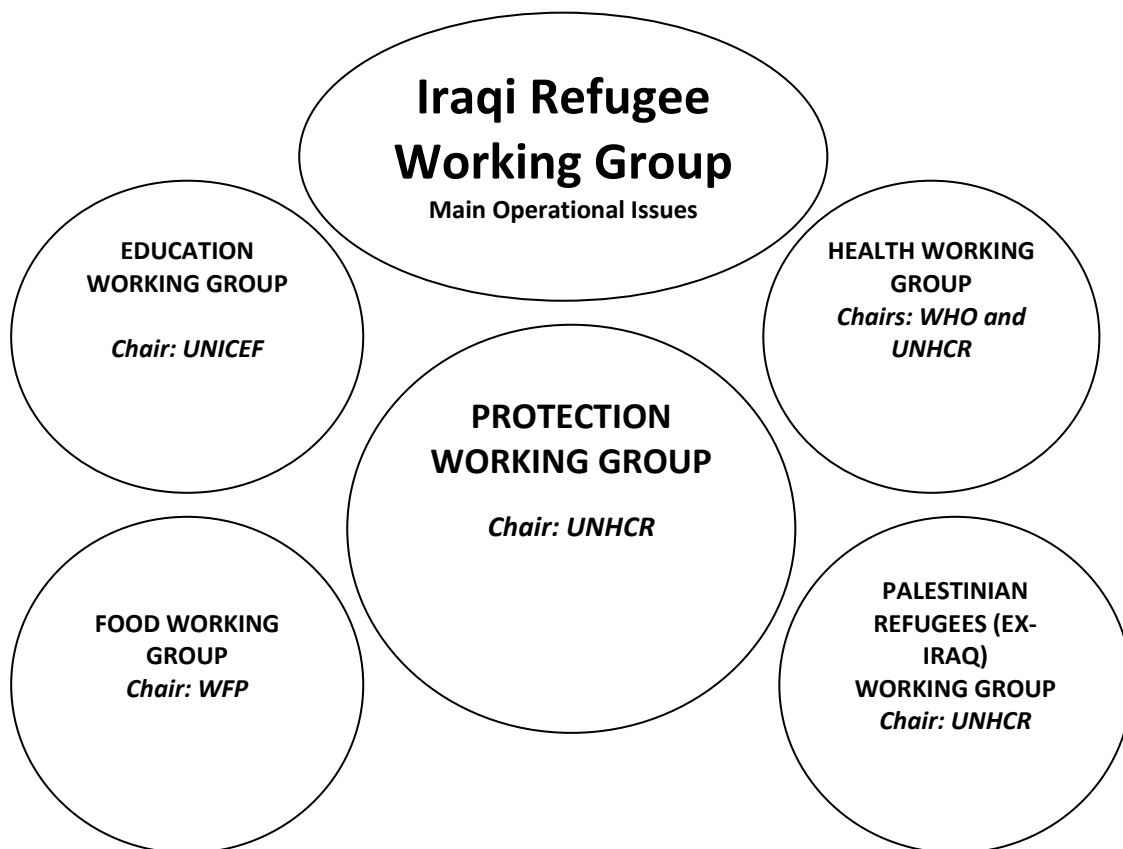 Iraqi Refugee
Working Group
Main Operational Issues
EDUCATION
WORKING GROUP
Chair: UNICEF
HEALTH WORKING
GROUP
Chairs: WHO and
UNHCR
PROTECTION
WORKING GROUP
Chair: UNHCR
FOOD WORKING
GROUP
Chair: WFP
PALESTINIAN
REFUGEES (EX-
IRAQ)
WORKING GROUP
Chair: UNHCR